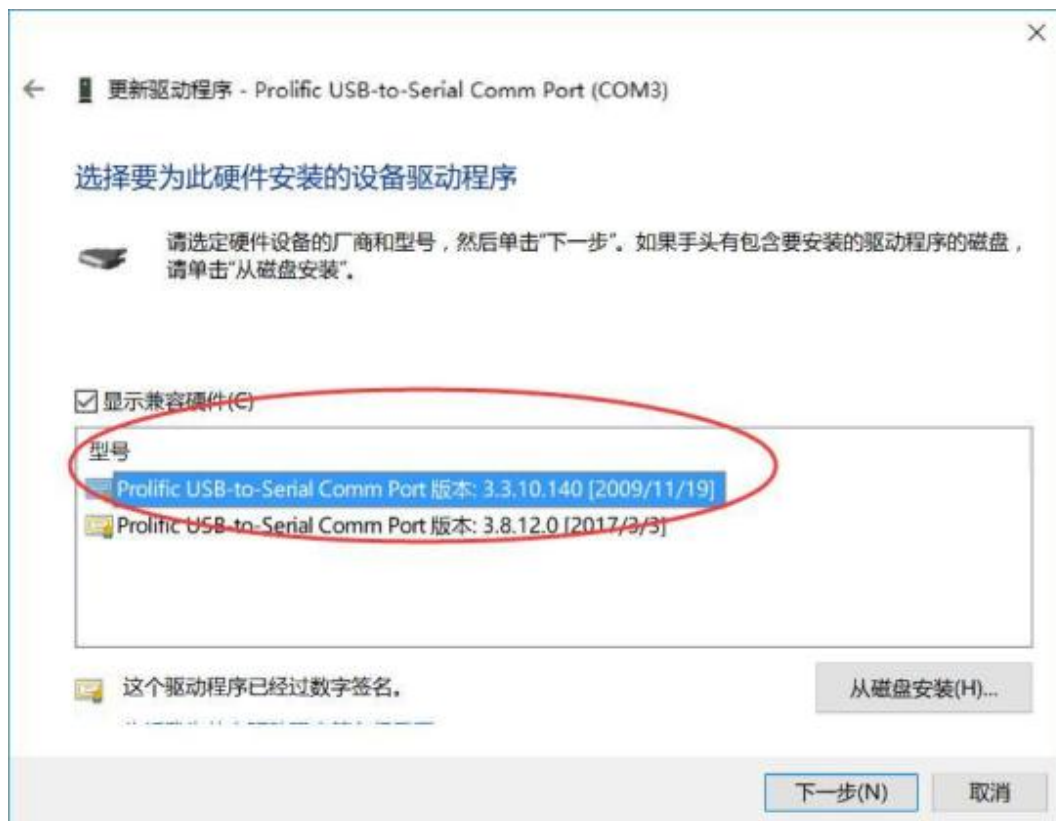 更新驱动程序 - Prolific USB-to-Serial Comm Port (COM3)
选择要为此硬件安装的设备驱动程序
请选定硬件设备的厂商和型号，然后单击"下一步"。如果手头有包含要安装的驱动程序的磁盘，
请单击"从磁盘安装"。
显示兼容硬件(C)
型号
Prolific USB-to-Serial Comm Port 版本: 3.3.10.140 [2009/11/19]
Prolific USB-to-Serial Comm Port 版本: 3.8.12.0 [2017/3/3]
这个驱动程序已经过数字签名。
从磁盘安装(H)...
下一步(N)
取消